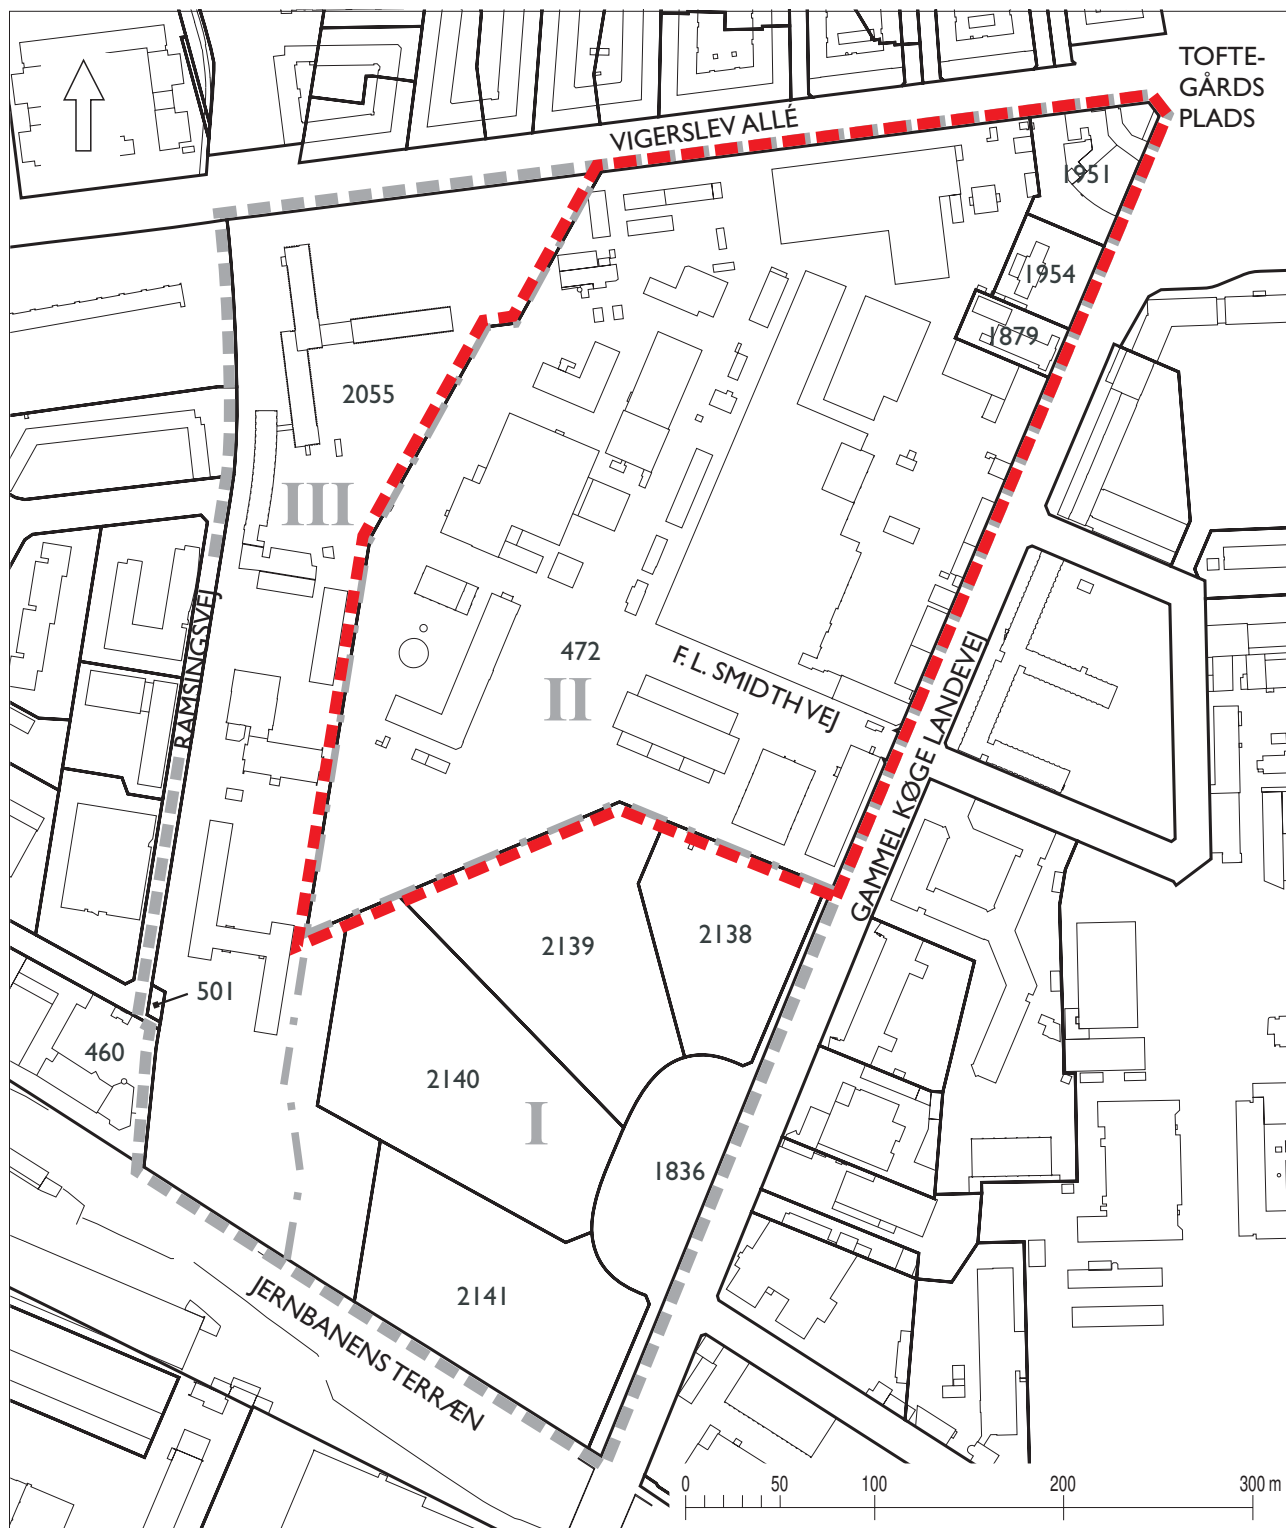 TOFTE-
GÅRDS
PLADS
VIGERSLEV ALLÉ
1951
1954
1879
2055
III
RAMSINGSVEJ
472
II
F. L. SMIDTH VEJ
GAMMEL KØGE LANDEVEJ
2139
2138
501
460
2140
I
1836
2141
JERNBANENS TERRÆN
0 50 100 200 300 m